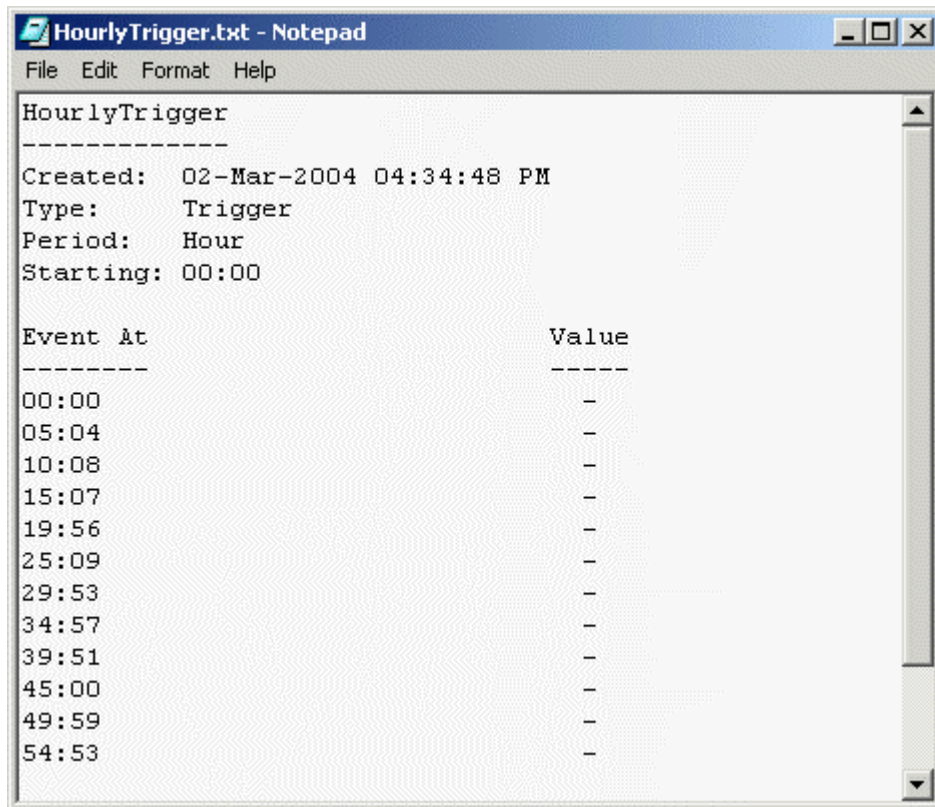 HourlyTrigger.txt - Notepad
File Edit Format Help
HourlyTrigger
-------------
Created: 02-Mar-2004 04:34:48 PM
Type: Trigger
Period: Hour
Starting: 00:00
Event At Value
-------- -----
00:00 -
05:04 -
10:08 -
15:07 -
19:56 -
25:09 -
29:53 -
34:57 -
39:51 -
45:00 -
49:59 -
54:53 -